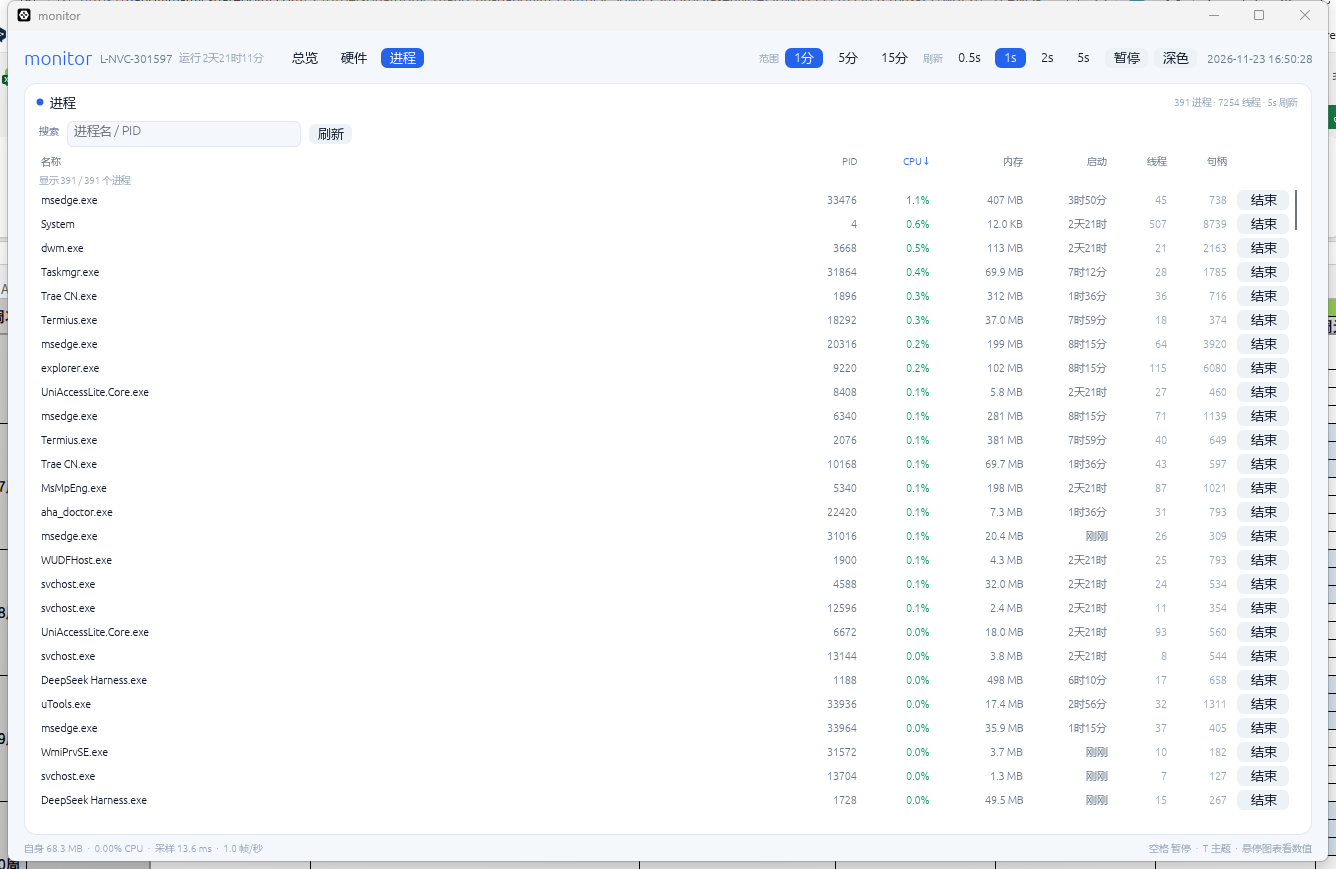 monitor
monitor L-NVC-301597 运行 2天21时11分 总览 硬件 进程 范围 1分 5分 15分 刷新 0.5s 1s 2s 5s 暂停 深色 2026-11-23 16:50:28
进程 391 进程 · 7254 线程 · 5s 刷新
搜索 进程名 / PID 刷新
名称 PID CPU↓ 内存 启动 线程 句柄
显示 391 / 391 个进程
msedge.exe 33476 1.1% 407 MB 3时50分 45 738 结束
System 4 0.6% 12.0 KB 2天21时 507 8739 结束
dwm.exe 3668 0.5% 113 MB 2天21时 21 2163 结束
Taskmgr.exe 31864 0.4% 69.9 MB 7时12分 28 1785 结束
Trae CN.exe 1896 0.3% 312 MB 1时36分 36 716 结束
Termius.exe 18292 0.3% 37.0 MB 7时59分 18 374 结束
msedge.exe 20316 0.2% 199 MB 8时15分 64 3920 结束
explorer.exe 9220 0.2% 102 MB 8时15分 115 6080 结束
UniAccessLite.Core.exe 8408 0.1% 5.8 MB 2天21时 27 460 结束
msedge.exe 6340 0.1% 281 MB 8时15分 71 1139 结束
Termius.exe 2076 0.1% 381 MB 7时59分 40 649 结束
Trae CN.exe 10168 0.1% 69.7 MB 1时36分 43 597 结束
MsMpEng.exe 5340 0.1% 198 MB 2天21时 87 1021 结束
aha_doctor.exe 22420 0.1% 7.3 MB 1时36分 31 793 结束
msedge.exe 31016 0.1% 20.4 MB 刚刚 26 309 结束
WUDFHost.exe 1900 0.1% 4.3 MB 2天21时 25 793 结束
svchost.exe 4588 0.1% 32.0 MB 2天21时 24 534 结束
svchost.exe 12596 0.1% 2.4 MB 2天21时 11 354 结束
UniAccessLite.Core.exe 6672 0.0% 18.0 MB 2天21时 93 560 结束
svchost.exe 13144 0.0% 3.8 MB 2天21时 8 544 结束
DeepSeek Harness.exe 1188 0.0% 498 MB 6时10分 17 658 结束
uTools.exe 33936 0.0% 17.4 MB 2时56分 32 1311 结束
msedge.exe 33964 0.0% 35.9 MB 1时15分 37 405 结束
WmiPrvSE.exe 31572 0.0% 3.7 MB 刚刚 10 182 结束
svchost.exe 13704 0.0% 1.3 MB 刚刚 7 127 结束
DeepSeek Harness.exe 1728 0.0% 49.5 MB 刚刚 15 267 结束
自身 68.3 MB · 0.00% CPU · 采样 13.6 ms · 1.0 帧/秒 空格 暂停 · T 主题 · 悬停图表看数值